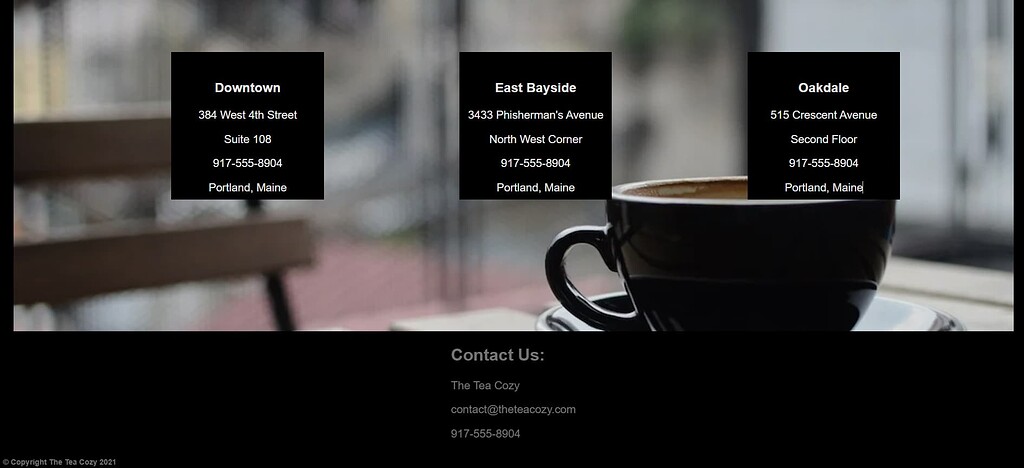 Downtown
384 West 4th Street
Suite 108
917-555-8904
Portland, Maine
East Bayside
3433 Phisherman's Avenue
North West Corner
917-555-8904
Portland, Maine
Oakdale
515 Crescent Avenue
Second Floor
917-555-8904
Portland, Maine
Contact Us:
The Tea Cozy
contact@theteacozy.com
917-555-8904
© Copyright The Tea Cozy 2021